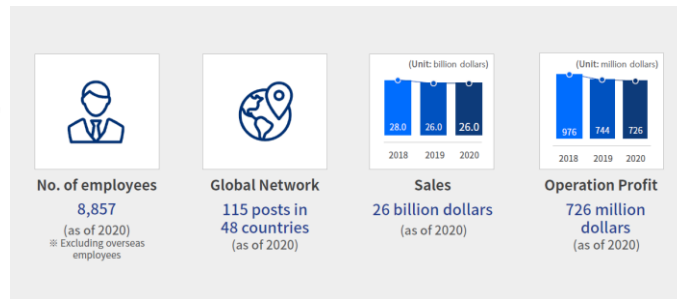 No. of employees
8,857
(as of 2020)
※ Excluding overseas
employees
Global Network
115 posts in
48 countries
(as of 2020)
(Unit: billion dollars)
28.0 26.0 26.0
2018 2019 2020
Sales
26 billion dollars
(as of 2020)
(Unit: million dollars)
976 744 726
2018 2019 2020
Operation Profit
726 million
dollars
(as of 2020)